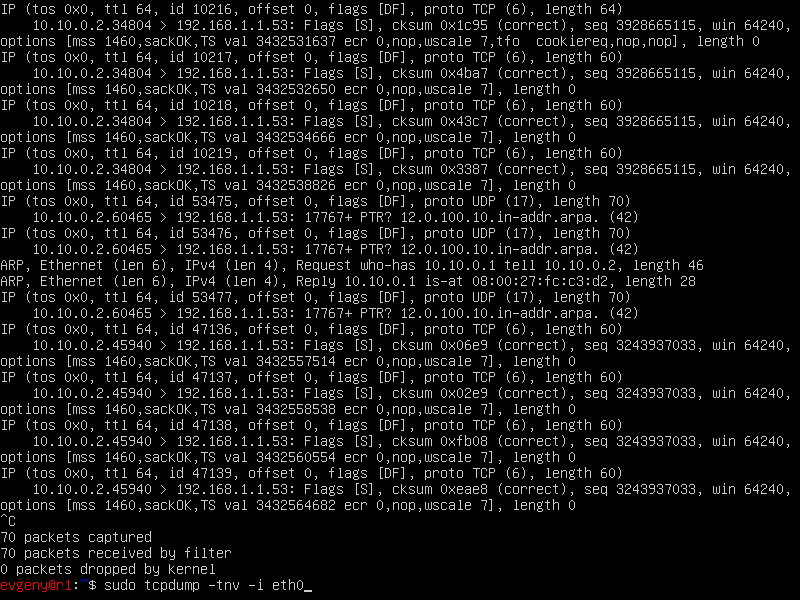 IP (tos 0x0, ttl 64, id 10216, offset 0, flags [DF], proto TCP (6), length 64)
    10.10.0.2.34804 > 192.168.1.1.53: Flags [S], cksum 0x1c95 (correct), seq 3928665115, win 64240,
options [mss 1460,sackOK,TS val 3432531637 ecr 0,nop,wscale 7,tfo  cookiereq,nop,nop], length 0
IP (tos 0x0, ttl 64, id 10217, offset 0, flags [DF], proto TCP (6), length 60)
    10.10.0.2.34804 > 192.168.1.1.53: Flags [S], cksum 0x4ba7 (correct), seq 3928665115, win 64240,
options [mss 1460,sackOK,TS val 3432532650 ecr 0,nop,wscale 7], length 0
IP (tos 0x0, ttl 64, id 10218, offset 0, flags [DF], proto TCP (6), length 60)
    10.10.0.2.34804 > 192.168.1.1.53: Flags [S], cksum 0x43c7 (correct), seq 3928665115, win 64240,
options [mss 1460,sackOK,TS val 3432534666 ecr 0,nop,wscale 7], length 0
IP (tos 0x0, ttl 64, id 10219, offset 0, flags [DF], proto TCP (6), length 60)
    10.10.0.2.34804 > 192.168.1.1.53: Flags [S], cksum 0x3387 (correct), seq 3928665115, win 64240,
options [mss 1460,sackOK,TS val 3432538826 ecr 0,nop,wscale 7], length 0
IP (tos 0x0, ttl 64, id 53475, offset 0, flags [DF], proto UDP (17), length 70)
    10.10.0.2.60465 > 192.168.1.1.53: 17767+ PTR? 12.0.100.10.in-addr.arpa. (42)
IP (tos 0x0, ttl 64, id 53476, offset 0, flags [DF], proto UDP (17), length 70)
    10.10.0.2.60465 > 192.168.1.1.53: 17767+ PTR? 12.0.100.10.in-addr.arpa. (42)
ARP, Ethernet (len 6), IPv4 (len 4), Request who-has 10.10.0.1 tell 10.10.0.2, length 46
ARP, Ethernet (len 6), IPv4 (len 4), Reply 10.10.0.1 is-at 08:00:27:fc:c3:d2, length 28
IP (tos 0x0, ttl 64, id 53477, offset 0, flags [DF], proto UDP (17), length 70)
    10.10.0.2.60465 > 192.168.1.1.53: 17767+ PTR? 12.0.100.10.in-addr.arpa. (42)
IP (tos 0x0, ttl 64, id 47136, offset 0, flags [DF], proto TCP (6), length 60)
    10.10.0.2.45940 > 192.168.1.1.53: Flags [S], cksum 0x06e9 (correct), seq 3243937033, win 64240,
options [mss 1460,sackOK,TS val 3432557514 ecr 0,nop,wscale 7], length 0
IP (tos 0x0, ttl 64, id 47137, offset 0, flags [DF], proto TCP (6), length 60)
    10.10.0.2.45940 > 192.168.1.1.53: Flags [S], cksum 0x02e9 (correct), seq 3243937033, win 64240,
options [mss 1460,sackOK,TS val 3432558538 ecr 0,nop,wscale 7], length 0
IP (tos 0x0, ttl 64, id 47138, offset 0, flags [DF], proto TCP (6), length 60)
    10.10.0.2.45940 > 192.168.1.1.53: Flags [S], cksum 0xfb08 (correct), seq 3243937033, win 64240,
options [mss 1460,sackOK,TS val 3432560554 ecr 0,nop,wscale 7], length 0
IP (tos 0x0, ttl 64, id 47139, offset 0, flags [DF], proto TCP (6), length 60)
    10.10.0.2.45940 > 192.168.1.1.53: Flags [S], cksum 0xeae8 (correct), seq 3243937033, win 64240,
options [mss 1460,sackOK,TS val 3432564682 ecr 0,nop,wscale 7], length 0
^C
70 packets captured
70 packets received by filter
0 packets dropped by kernel
evgeny@r1:~$ sudo tcpdump -tnv -i eth0_